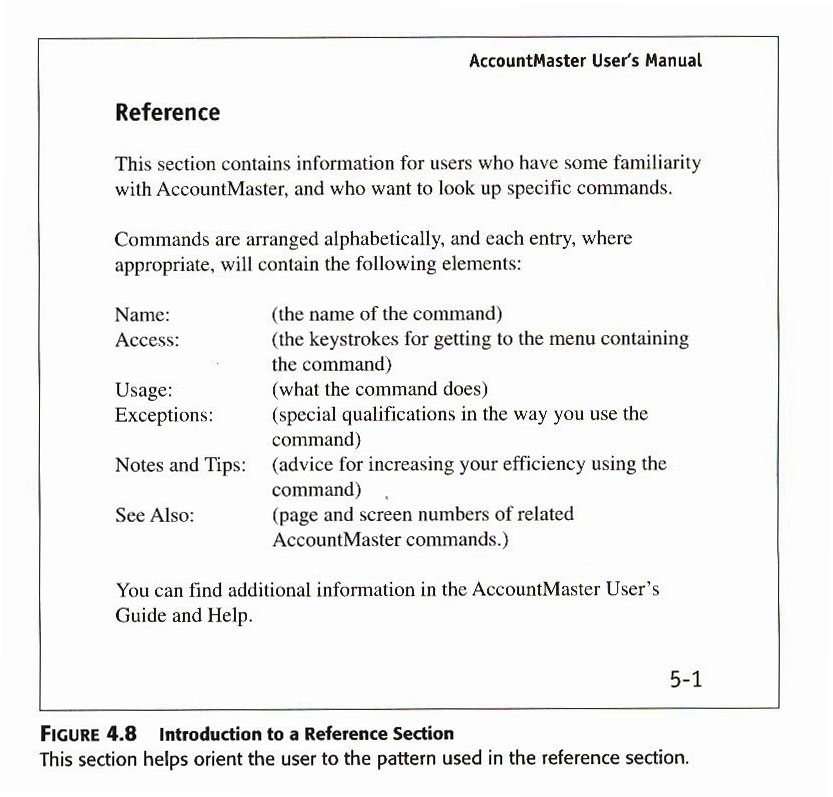 AccountMaster User's Manual
Reference
This section contains information for users who have some familiarity
with AccountMaster, and who want to look up specific commands.
Commands are arranged alphabetically, and each entry, where
appropriate, will contain the following elements:
Name: (the name of the command)
Access: (the keystrokes for getting to the menu containing
the command)
Usage: (what the command does)
Exceptions: (special qualifications in the way you use the
command)
Notes and Tips: (advice for increasing your efficiency using the
command)
See Also: (page and screen numbers of related
AccountMaster commands.)
You can find additional information in the AccountMaster User's
Guide and Help.
5-1
FIGURE 4.8 Introduction to a Reference Section
This section helps orient the user to the pattern used in the reference section.